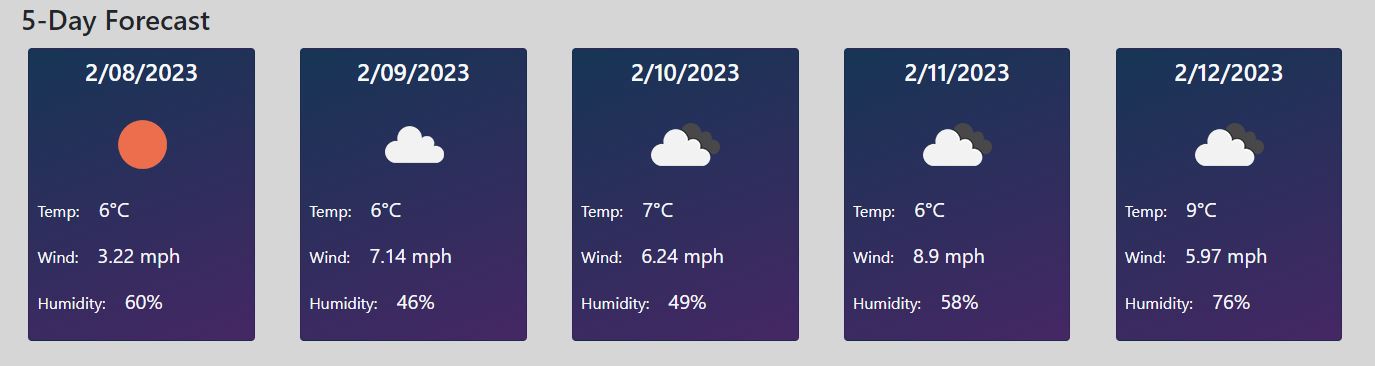 5-Day Forecast
2/08/2023
Temp: 6°C
Wind: 3.22 mph
Humidity: 60%
2/09/2023
Temp: 6°C
Wind: 7.14 mph
Humidity: 46%
2/10/2023
Temp: 7°C
Wind: 6.24 mph
Humidity: 49%
2/11/2023
Temp: 6°C
Wind: 8.9 mph
Humidity: 58%
2/12/2023
Temp: 9°C
Wind: 5.97 mph
Humidity: 76%